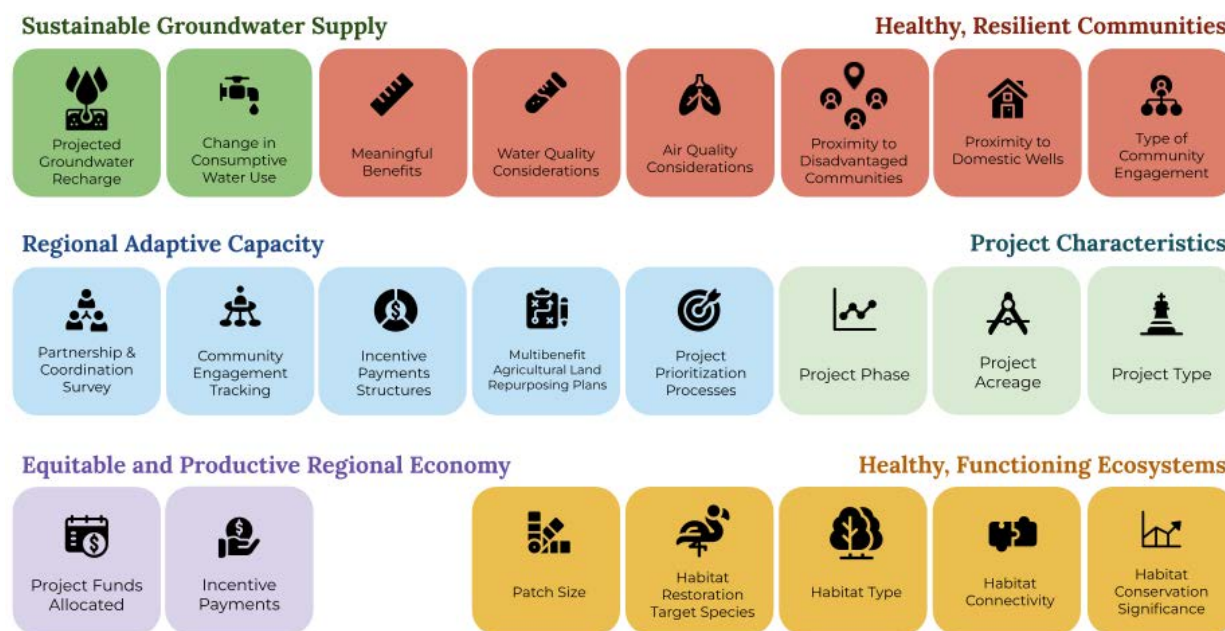 Sustainable Groundwater Supply
Healthy, Resilient Communities
Projected
Groundwater
Recharge
Change in
Consumptive
Water Use
Meaningful
Benefits
Water Quality
Considerations
Air Quality
Considerations
Proximity to
Disadvantaged
Communities
Proximity to
Domestic Wells
Type of
Community
Engagement
Regional Adaptive Capacity
Project Characteristics
Partnership &
Coordination
Survey
Community
Engagement
Tracking
Incentive
Payments
Structures
Multibenefit
Agricultural Land
Repurposing Plans
Project
Prioritization
Processes
Project Phase
Project
Acreage
Project Type
Equitable and Productive Regional Economy
Healthy, Functioning Ecosystems
Project Funds
Allocated
Incentive
Payments
Patch Size
Habitat
Restoration
Target Species
Habitat Type
Habitat
Connectivity
Habitat
Conservation
Significance